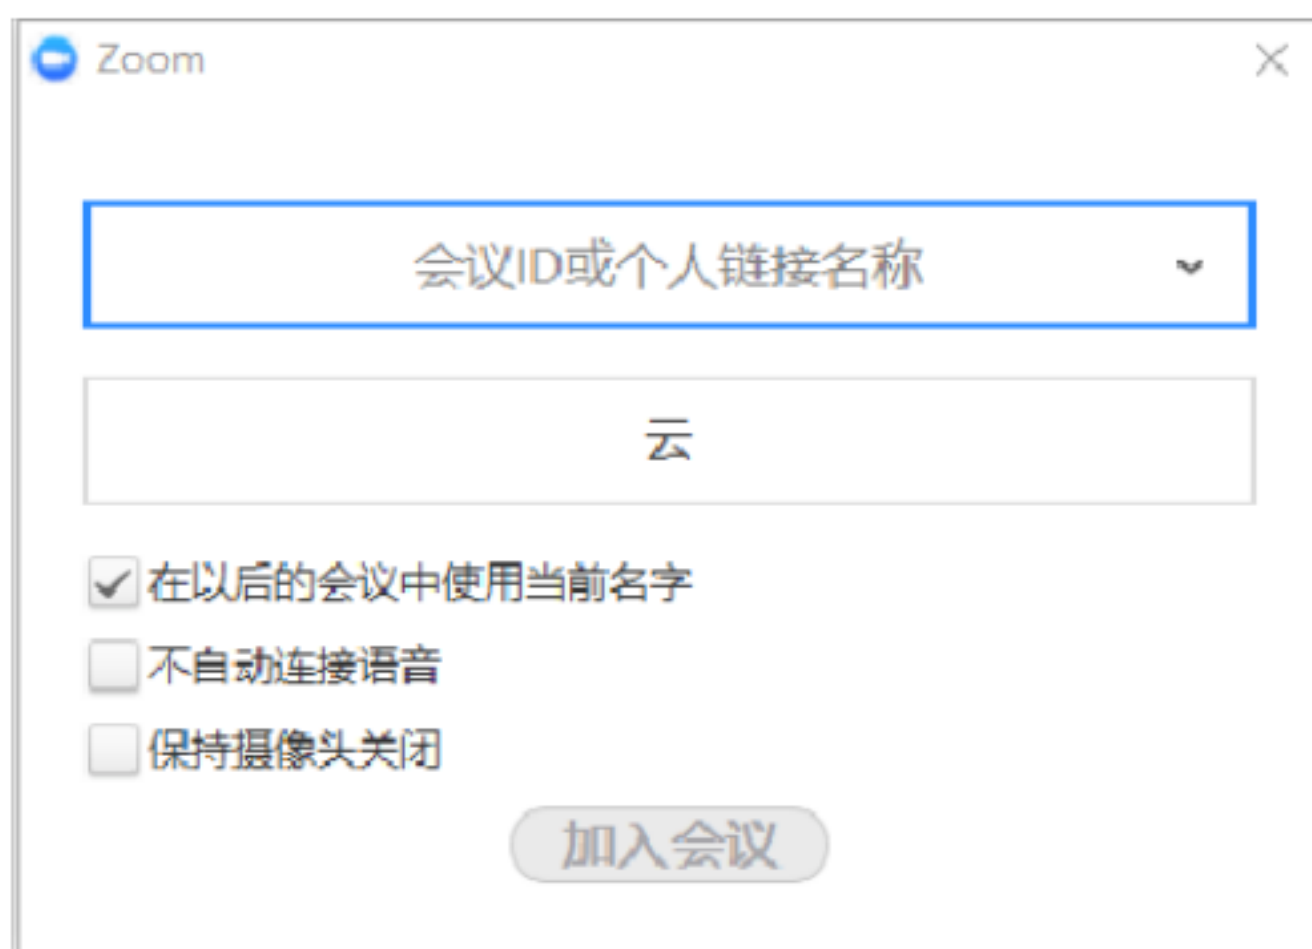 Zoom
会议ID或个人链接名称
云
在以后的会议中使用当前名字
不自动连接语音
保持摄像头关闭
加入会议